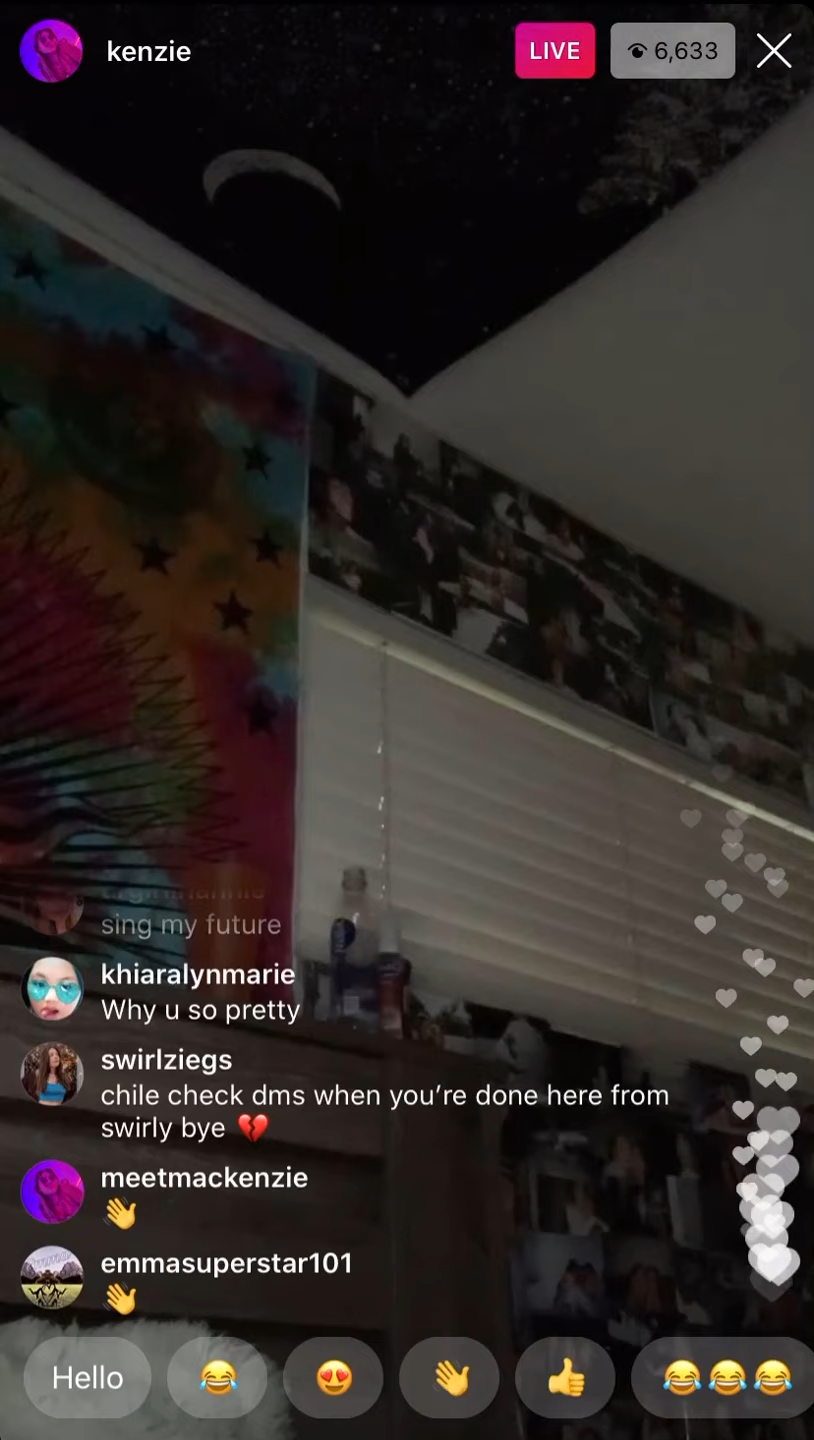 kenzie
LIVE
6,633
sing my future
khiaralynmarie
Why u so pretty
swirlziegs
chile check dms when you’re done here from
swirly bye 💔
meetmackenzie
👋
emmasuperstar101
👋
Hello 😂 😍 👋 👍 😂😂😂